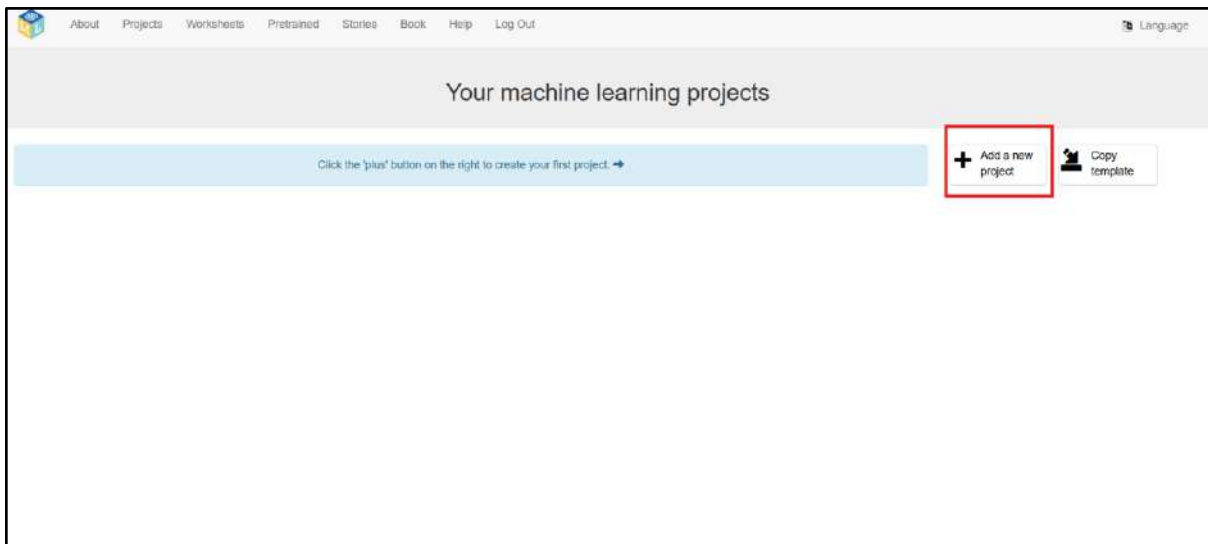 About Projects Worksheets Pretrained Stories Book Help Log Out Language
Your machine learning projects
Click the 'plus' button on the right to create your first project.
Add a new
project
Copy
template